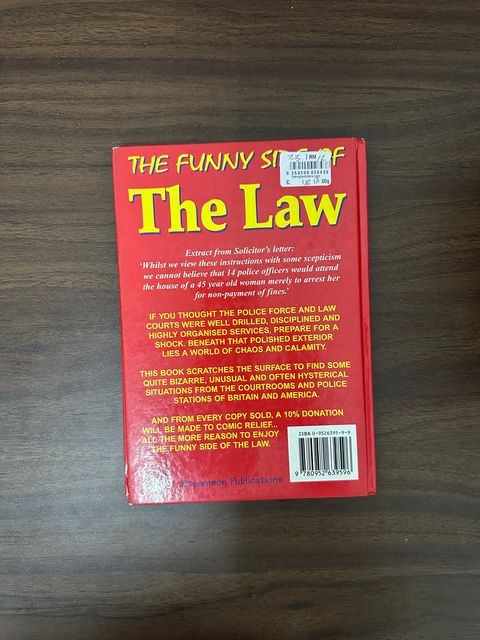 THE FUNNY SIDE OF
The Law
Extract from Solicitor's letter:
'Whilst we view these instructions with some scepticism
we cannot believe that 14 police officers would attend
the house of a 45 year old woman merely to arrest her
for non-payment of fines.'
IF YOU THOUGHT THE POLICE FORCE AND LAW
COURTS WERE WELL DRILLED, DISCIPLINED AND
HIGHLY ORGANISED SERVICES, PREPARE FOR A
SHOCK. BENEATH THAT POLISHED EXTERIOR
LIES A WORLD OF CHAOS AND CALAMITY.
THIS BOOK SCRATCHES THE SURFACE TO FIND SOME
QUITE BIZARRE, UNUSUAL AND OFTEN HYSTERICAL
SITUATIONS FROM THE COURTROOMS AND POLICE
STATIONS OF BRITAIN AND AMERICA.
AND FROM EVERY COPY SOLD, A 10% DONATION
WILL BE MADE TO COMIC RELIEF...
ALL THE MORE REASON TO ENJOY
THE FUNNY SIDE OF THE LAW.
ISBN 0-9526395-9-9
9 780952 639596
Stevenson Publications